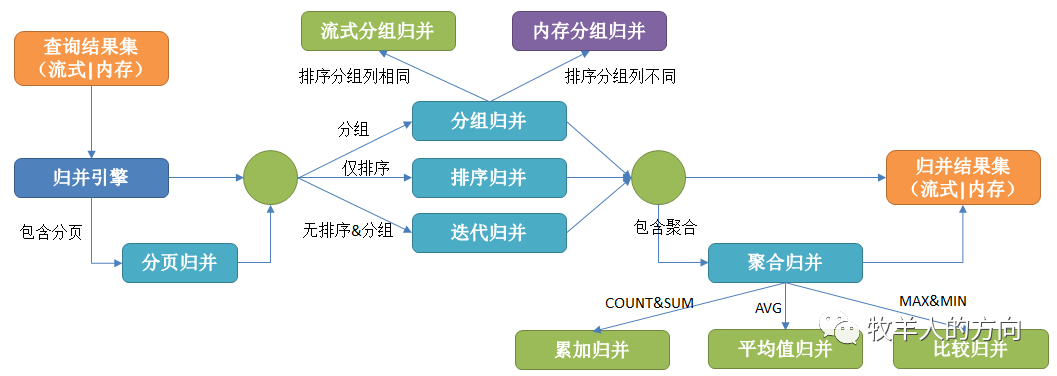 流式分组归并
内存分组归并
查询结果集
（流式|内存）
排序分组列相同
排序分组列不同
分组归并
分组
归并引擎
仅排序
排序归并
归并结果集
（流式|内存）
无排序&分组
迭代归并
包含分页
包含聚合
分页归并
聚合归并
COUNT&SUM
AVG
MAX&MIN
牧羊人的方向
累加归并
平均值归并
比较归并